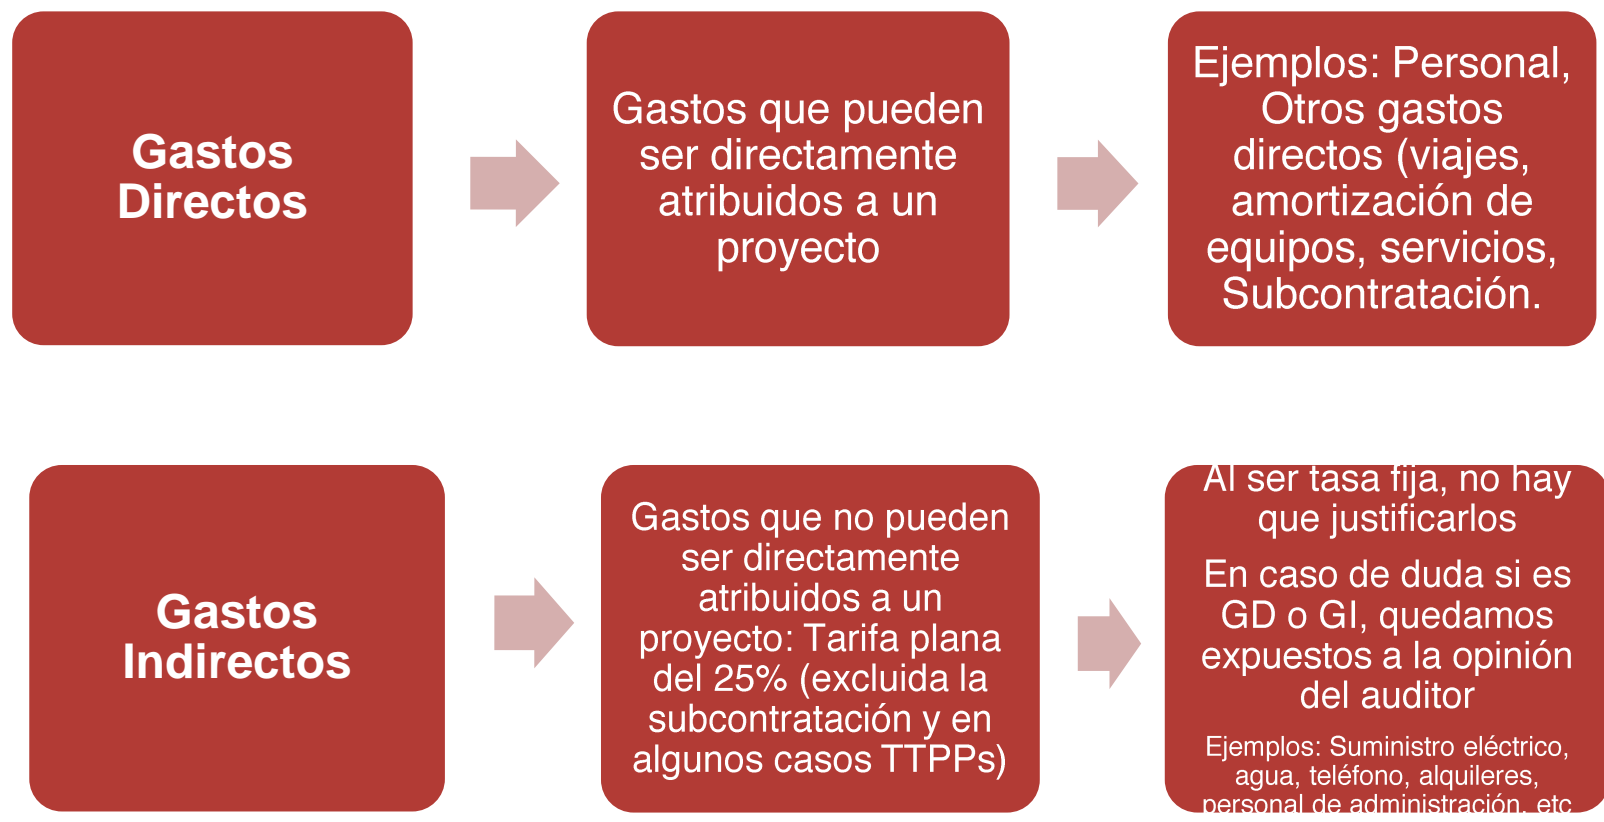 Gastos
Directos
Gastos que pueden
ser directamente
atribuidos a un
proyecto
Ejemplos: Personal,
Otros gastos
directos (viajes,
amortización de
equipos, servicios,
Subcontratación.
Gastos
Indirectos
Gastos que no pueden
ser directamente
atribuidos a un
proyecto: Tarifa plana
del 25% (excluida la
subcontratación y en
algunos casos TTPPs)
Al ser tasa fija, no hay
que justificarlos
En caso de duda si es
GD o GI, quedamos
expuestos a la opinión
del auditor
Ejemplos: Suministro eléctrico,
agua, teléfono, alquileres,
personal de administración, etc